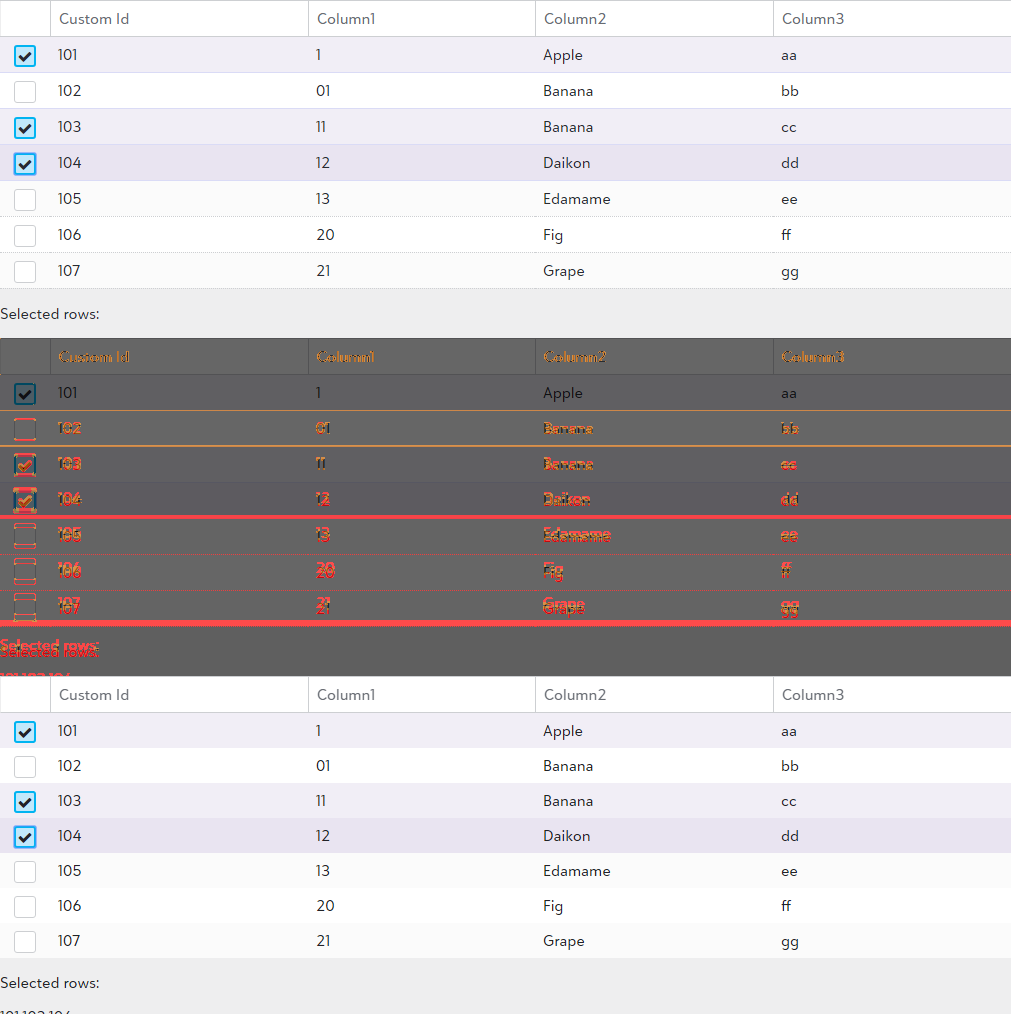 Custom Id Column1 Column2 Column3
101 1 Apple aa
102 01 Banana bb
103 11 Banana cc
104 12 Daikon dd
105 13 Edamame ee
106 20 Fig ff
107 21 Grape gg
Selected rows:
Custom Id Column1 Column2 Column3
101 1 Apple aa
102 01 Banana bb
103 11 Banana cc
104 12 Daikon dd
105 13 Edamame ee
106 20 Fig ff
107 21 Grape gg
Selected rows:
Custom Id Column1 Column2 Column3
101 1 Apple aa
102 01 Banana bb
103 11 Banana cc
104 12 Daikon dd
105 13 Edamame ee
106 20 Fig ff
107 21 Grape gg
Selected rows: